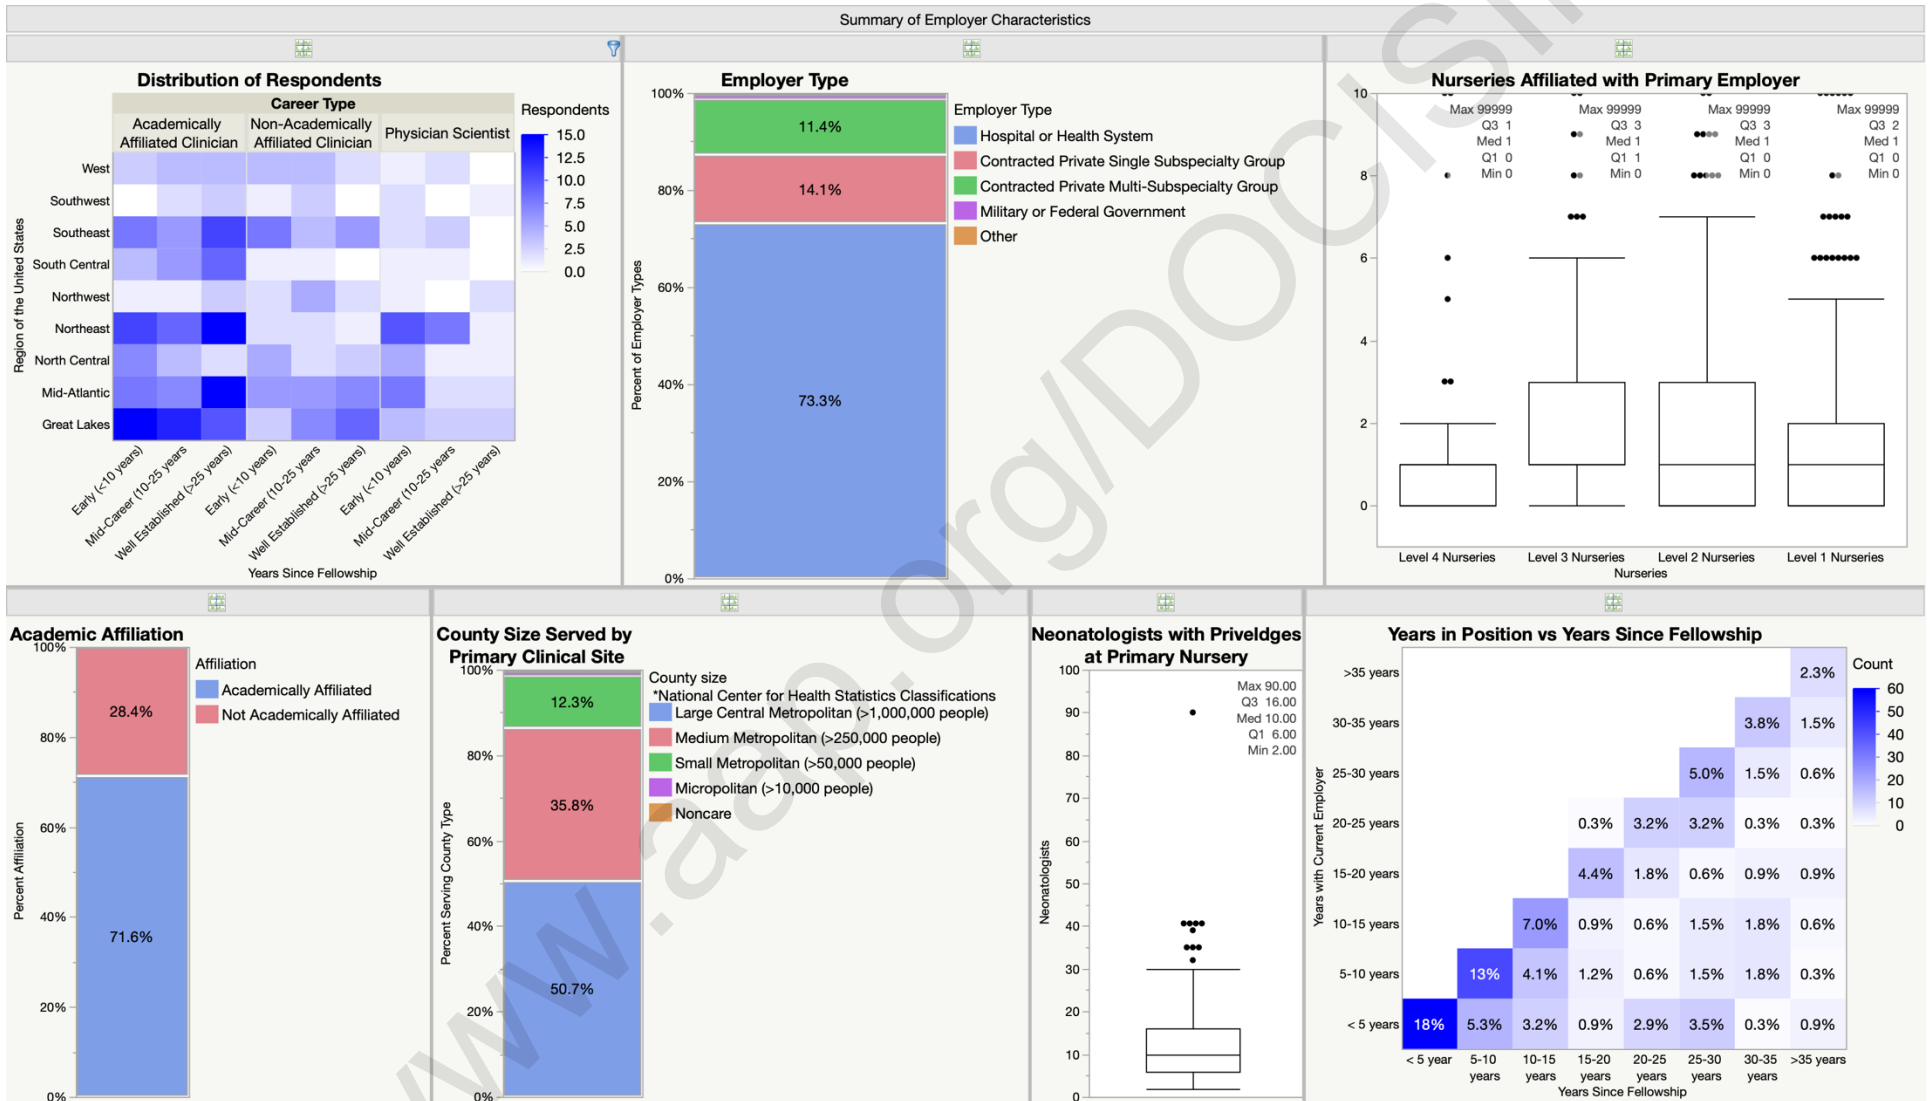 Summary of Employer Characteristics
Distribution of Respondents
Career Type
Academically
Affiliated Clinician
Non-Academically
Affiliated Clinician
Physician Scientist
Respondents
15.0
12.5
10.0
7.5
5.0
2.5
0.0
Region of the United States
West
Southwest
Southeast
South Central
Northwest
Northeast
North Central
Mid-Atlantic
Great Lakes
Early (<10 years)
Mid-Career (10-25 years
Well Established (>25 years)
Early (<10 years)
Mid-Career (10-25 years
Well Established (>25 years)
Early (<10 years)
Mid-Career (10-25 years
Well Established (>25 years)
Years Since Fellowship
Employer Type
Percent of Employer Types
100%
80%
60%
40%
20%
0%
11.4%
14.1%
73.3%
Employer Type
Hospital or Health System
Contracted Private Single Subspecialty Group
Contracted Private Multi-Subspecialty Group
Military or Federal Government
Other
Nurseries Affiliated with Primary Employer
10
8
6
4
2
0
Max 99999
Q3 1
Med 1
Q1 0
Min 0
Max 99999
Q3 3
Med 1
Q1 1
Min 0
Max 99999
Q3 3
Med 1
Q1 0
Min 0
Max 99999
Q3 2
Med 1
Q1 0
Min 0
Level 4 Nurseries
Level 3 Nurseries
Level 2 Nurseries
Level 1 Nurseries
Nurseries
Academic Affiliation
Percent Affiliation
100%
80%
60%
40%
20%
0%
28.4%
71.6%
Affiliation
Academically Affiliated
Not Academically Affiliated
County Size Served by
Primary Clinical Site
Percent Serving County Type
100%
80%
60%
40%
20%
0%
12.3%
35.8%
50.7%
County size
*National Center for Health Statistics Classifications
Large Central Metropolitan (>1,000,000 people)
Medium Metropolitan (>250,000 people)
Small Metropolitan (>50,000 people)
Micropolitan (>10,000 people)
Noncare
Neonatologists with Priveldges
at Primary Nursery
Neonatologists
100
90
80
70
60
50
40
30
20
10
0
Max 90.00
Q3 16.00
Med 10.00
Q1 6.00
Min 2.00
Years in Position vs Years Since Fellowship
Years with Current Employer
>35 years 2.3%
30-35 years 3.8% 1.5%
25-30 years 5.0% 1.5% 0.6%
20-25 years 0.3% 3.2% 3.2% 0.3% 0.3%
15-20 years 4.4% 1.8% 0.6% 0.9% 0.9%
10-15 years 7.0% 0.9% 0.6% 1.5% 1.8% 0.6%
5-10 years 13% 4.1% 1.2% 0.6% 1.5% 1.8% 0.3%
< 5 years 18% 5.3% 3.2% 0.9% 2.9% 3.5% 0.3% 0.9%
< 5 year
5-10
years
10-15
years
15-20
years
20-25
years
25-30
years
30-35
years
>35 years
Years Since Fellowship
Count
60
50
40
30
20
10
0